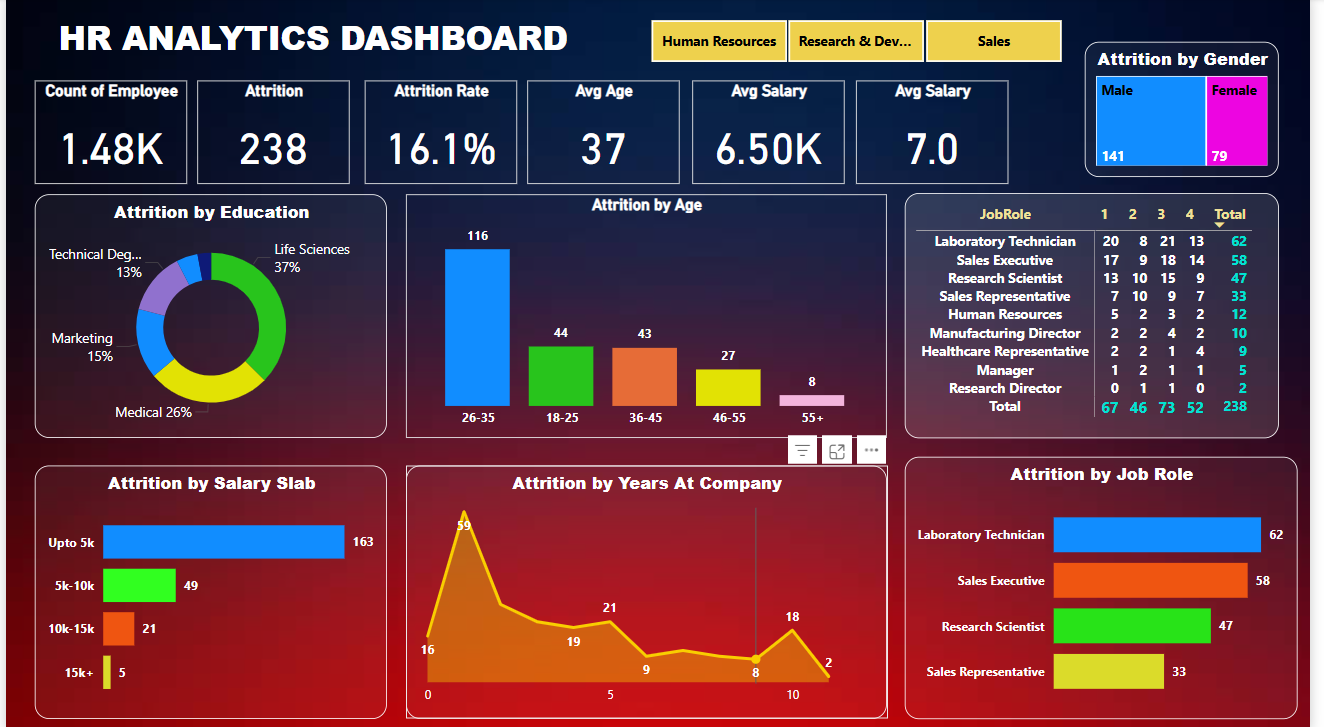 HR ANALYTICS DASHBOARD
Human Resources
Research & Dev...
Sales
Count of Employee
1.48K
Attrition
238
Attrition Rate
16.1%
Avg Age
37
Avg Salary
6.50K
Avg Salary
7.0
Attrition by Gender
Male
Female
141
79
Attrition by Education
Life Sciences
37%
Technical Deg...
13%
Marketing
15%
Medical 26%
Attrition by Age
116
44
43
27
8
26-35
18-25
36-45
46-55
55+
JobRole 1 2 3 4 Total
Laboratory Technician 20 8 21 13 62
Sales Executive 17 9 18 14 58
Research Scientist 13 10 15 9 47
Sales Representative 7 10 9 7 33
Human Resources 5 2 3 2 12
Manufacturing Director 2 2 4 2 10
Healthcare Representative 2 2 1 4 9
Manager 1 2 1 1 5
Research Director 0 1 1 0 2
Total 67 46 73 52 238
Attrition by Salary Slab
Upto 5k 163
5k-10k 49
10k-15k 21
15k+ 5
Attrition by Years At Company
59
16
19
21
9
8
18
2
0
5
10
Attrition by Job Role
Laboratory Technician 62
Sales Executive 58
Research Scientist 47
Sales Representative 33